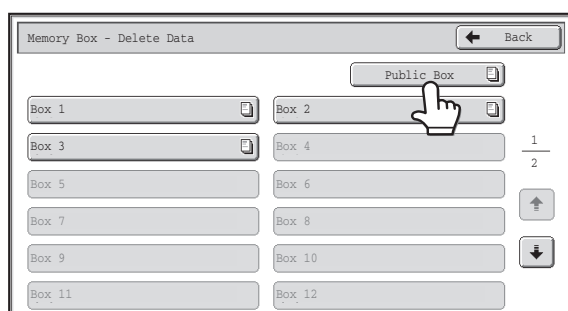 Memory Box - Delete Data
Back
Public Box
Box 1
Box 2
Box 3
Box 4
1
2
Box 5
Box 6
Box 7
Box 8
Box 9
Box 10
Box 11
Box 12